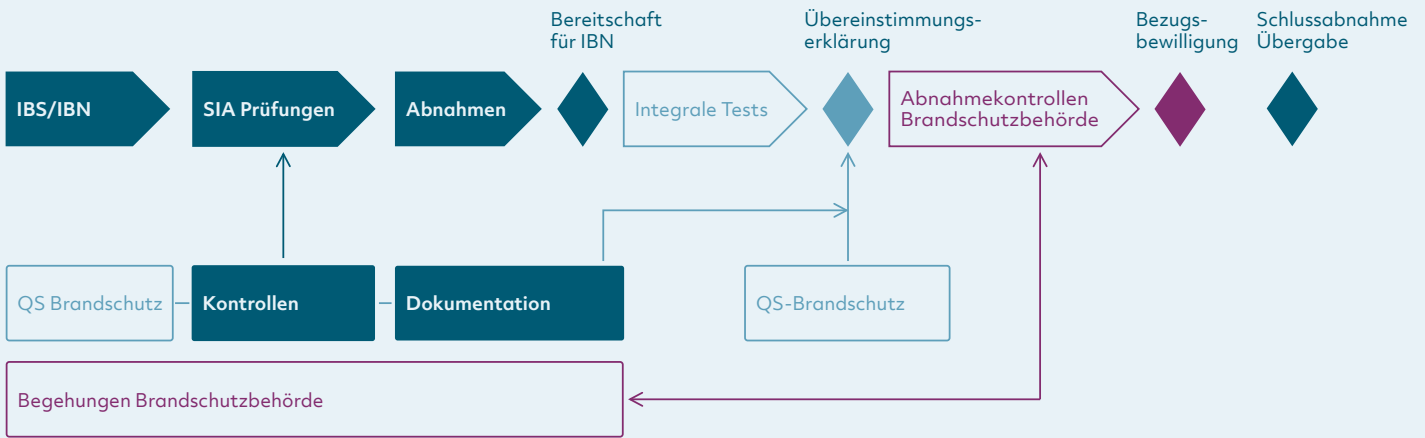 Bereitschaft
für IBN
Übereinstimmungs-
erklärung
Bezugs-
bewilligung
Schlussabnahme
Übergabe
IBS/IBN
SIA Prüfungen
Abnahmen
Integrale Tests
Abnahmekontrollen
Brandschutzbehörde
QS Brandschutz
Kontrollen
Dokumentation
QS-Brandschutz
Begehungen Brandschutzbehörde